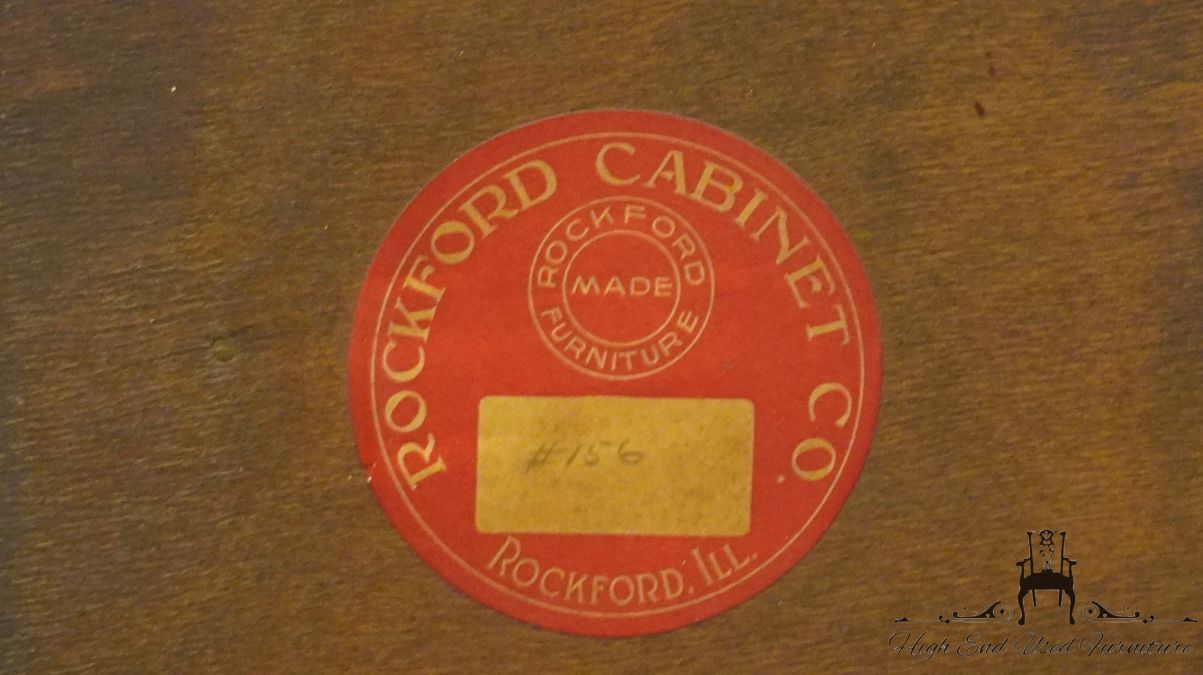 ROCKFORD CABINET CO.
ROCKFORD
MADE
FURNITURE
#156
ROCKFORD, ILL.
High End Used Furniture